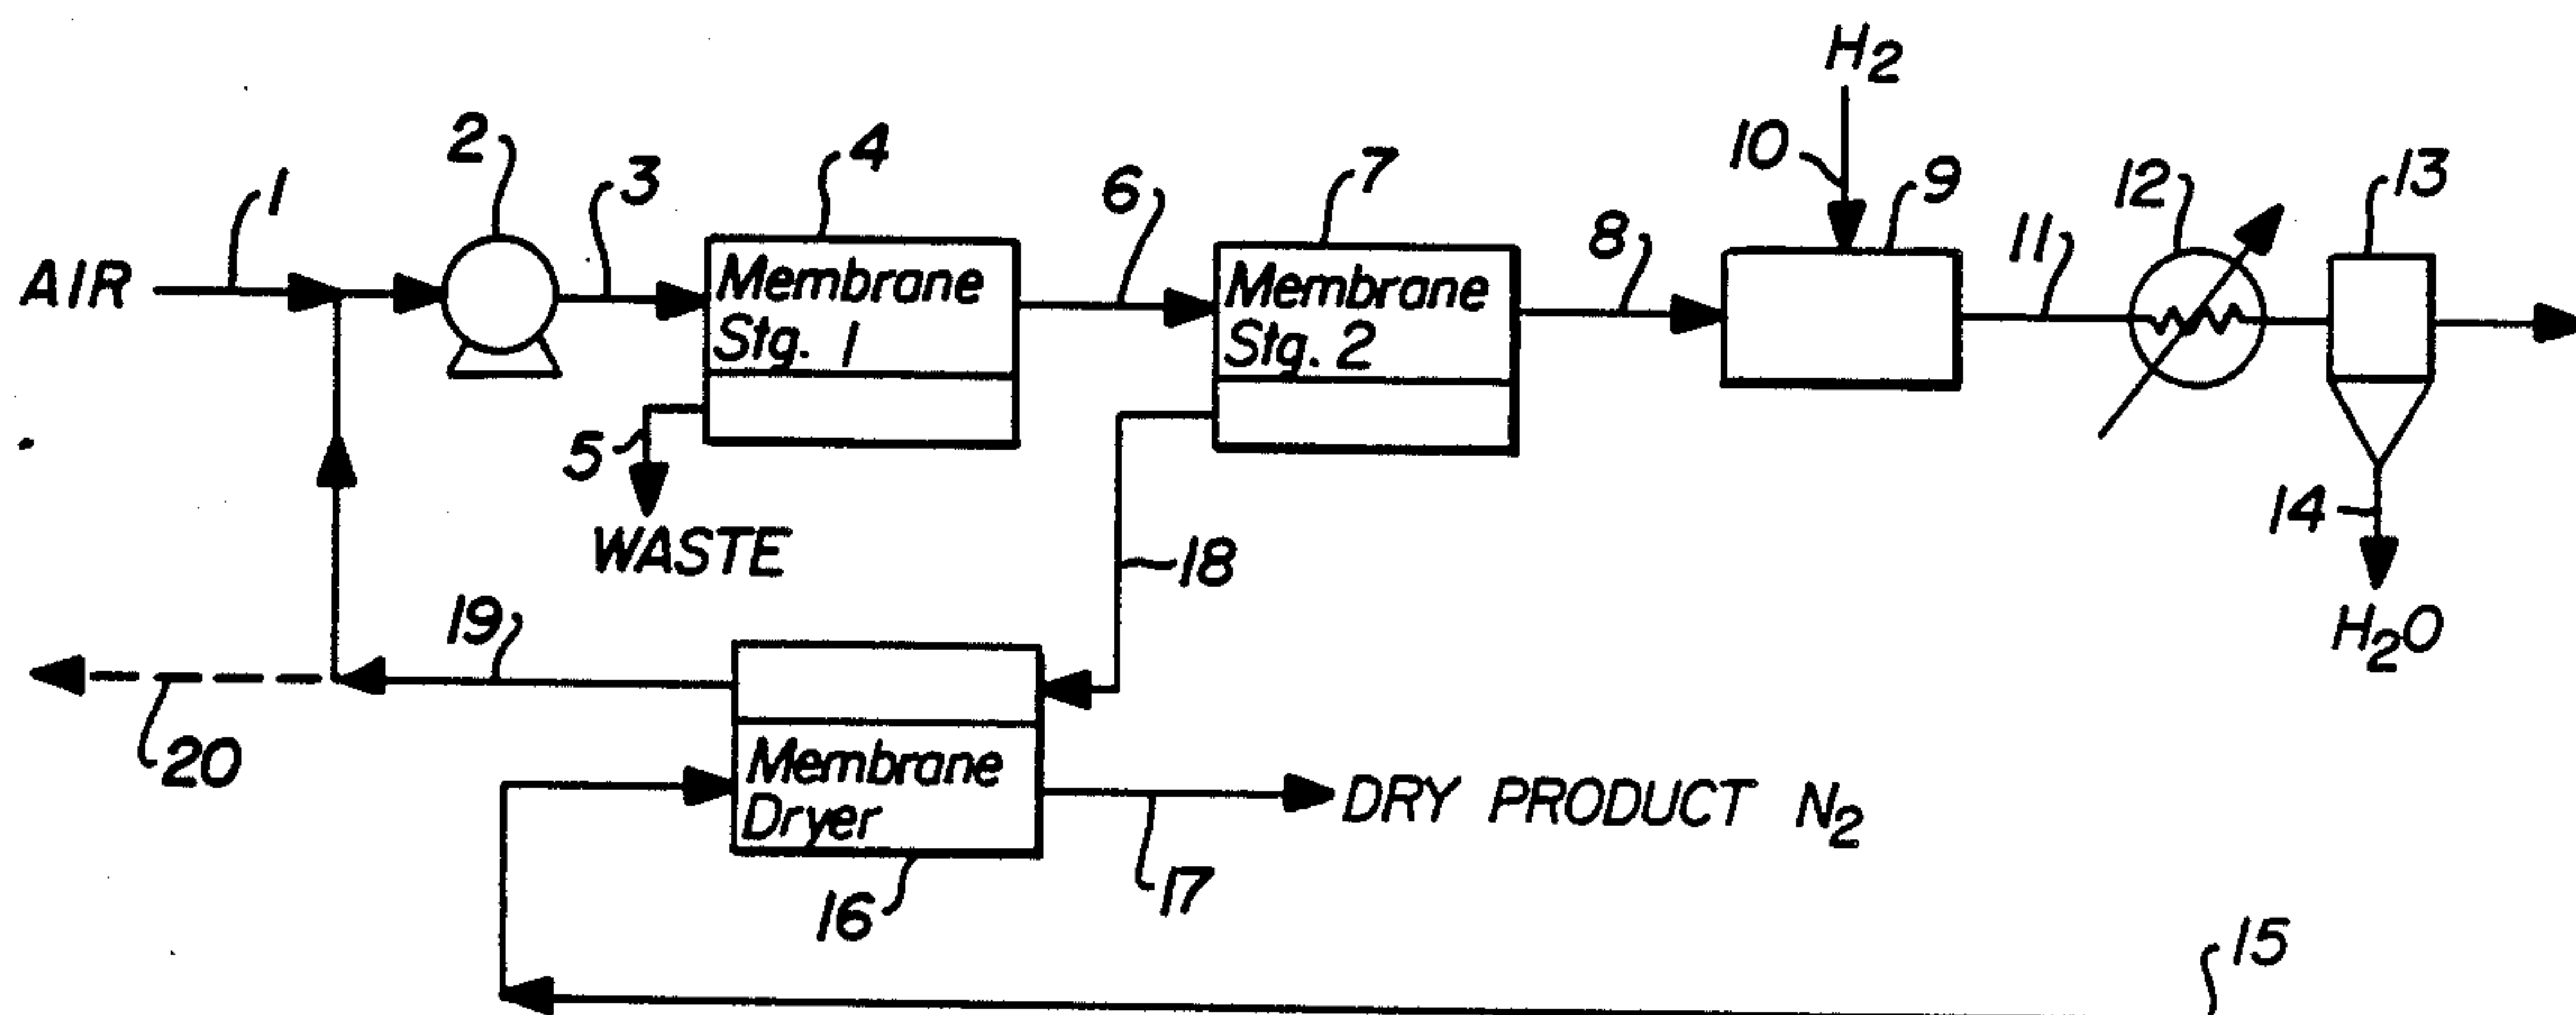 H2
2
4
10
1
3
6
7
12
13
9
8
11
AIR
Membrane
Stg. 1
Membrane
Stg. 2
5
14
WASTE
18
H2O
19
20
Membrane
Dryer
DRY PRODUCT N2
16
17
15